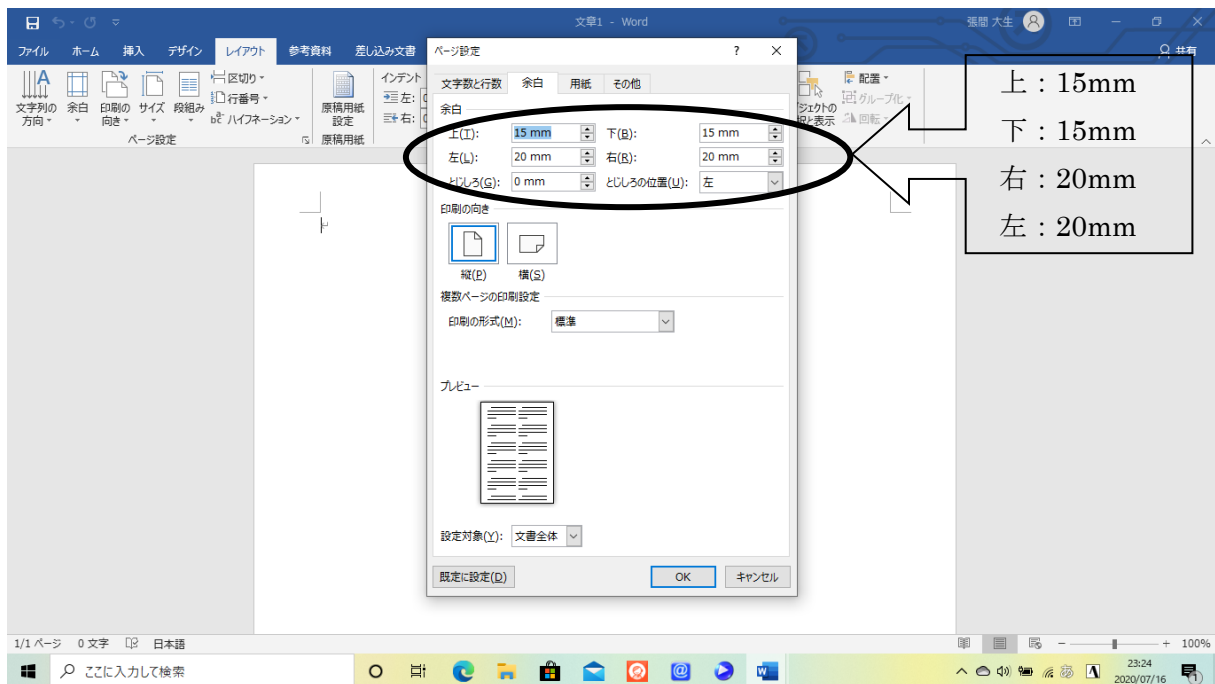 文章1 - Word
張間 大生
ファイル ホーム 挿入 デザイン レイアウト 参考資料 差し込み文書
共有
文字列の方向
余白
印刷の向き
サイズ
段組み
区切り
行番号
ハイフネーション
ページ設定
原稿用紙設定
原稿用紙
インデント
左:
右:
配置
グループ化
回転
ページ設定 ? ×
文字数と行数 余白 用紙 その他
余白
上(T): 15 mm 下(B): 15 mm
左(L): 20 mm 右(R): 20 mm
とじしろ(G): 0 mm とじしろの位置(U): 左
印刷の向き
縦(P) 横(S)
複数ページの印刷設定
印刷の形式(M): 標準
プレビュー
設定対象(Y): 文書全体
既定に設定(D) OK キャンセル
上：15mm
下：15mm
右：20mm
左：20mm
1/1 ページ 0 文字 日本語 100%
ここに入力して検索
23:24
2020/07/16